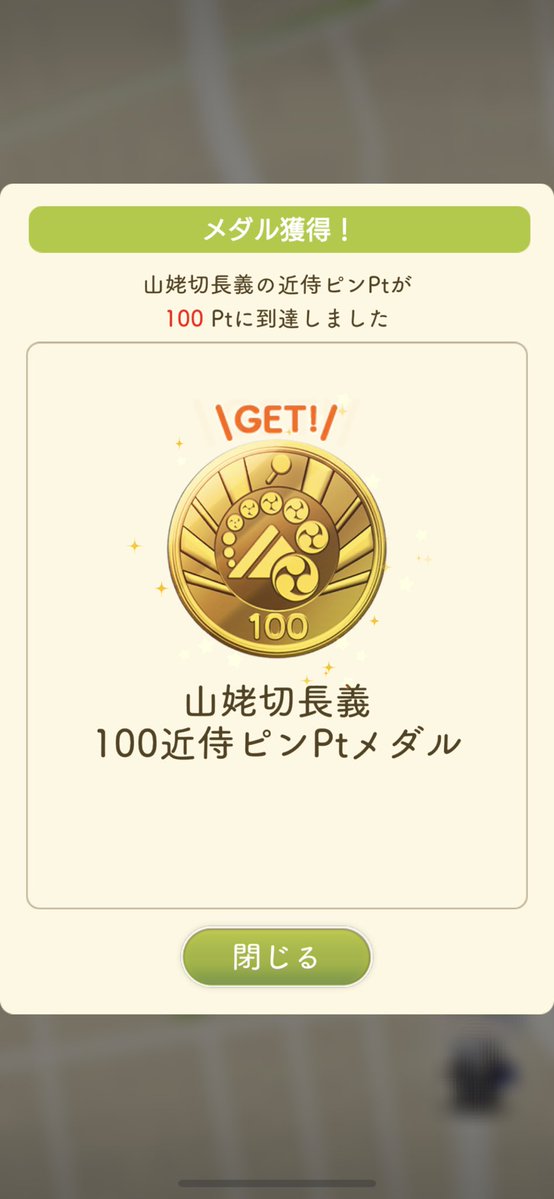 メダル獲得！
山姥切長義の近侍ピンPtが
100 Ptに到達しました
\GET!/
100
山姥切長義
100近侍ピンPtメダル
閉じる